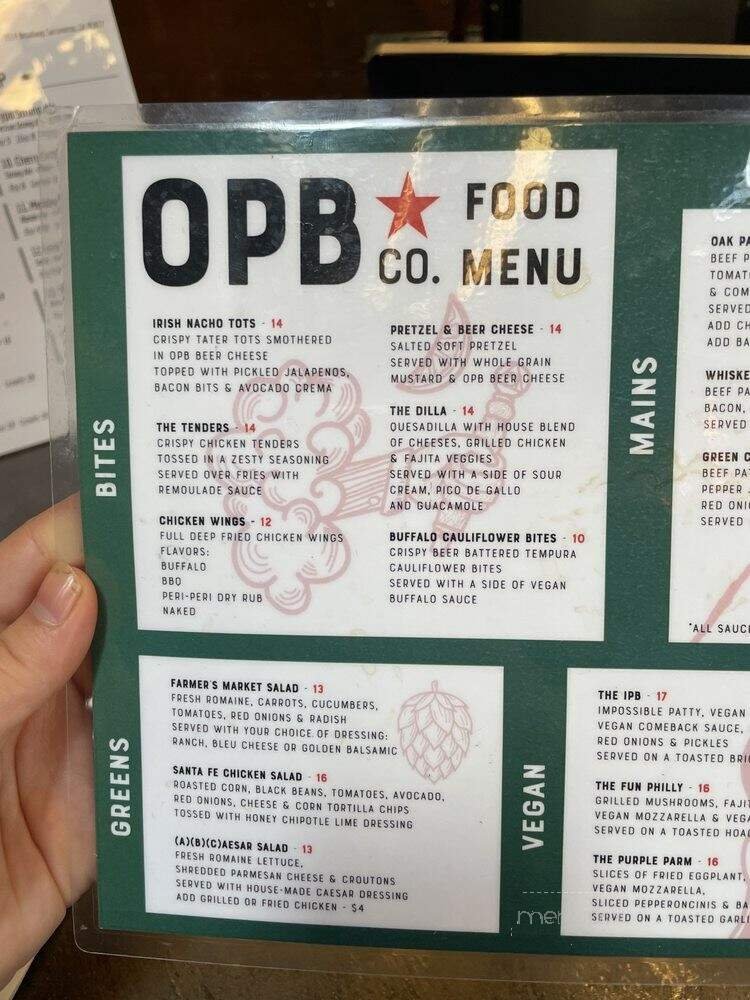 OPB CO. FOOD MENU
BITES
IRISH NACHO TOTS - 14
CRISPY TATER TOTS SMOTHERED
IN OPB BEER CHEESE
TOPPED WITH PICKLED JALAPENOS,
BACON BITS & AVOCADO CREMA
THE TENDERS - 14
CRISPY CHICKEN TENDERS
TOSSED IN A ZESTY SEASONING
SERVED OVER FRIES WITH
REMOULADE SAUCE
CHICKEN WINGS - 12
FULL DEEP FRIED CHICKEN WINGS
FLAVORS:
BUFFALO
BBQ
PERI-PERI DRY RUB
NAKED
PRETZEL & BEER CHEESE - 14
SALTED SOFT PRETZEL
SERVED WITH WHOLE GRAIN
MUSTARD & OPB BEER CHEESE
THE DILLA - 14
QUESADILLA WITH HOUSE BLEND
OF CHEESES, GRILLED CHICKEN
& FAJITA VEGGIES
SERVED WITH A SIDE OF SOUR
CREAM, PICO DE GALLO
AND GUACAMOLE
BUFFALO CAULIFLOWER BITES - 10
CRISPY BEER BATTERED TEMPURA
CAULIFLOWER BITES
SERVED WITH A SIDE OF VEGAN
BUFFALO SAUCE
MAINS
OAK PA
BEEF P
TOMAT
& COM
SERVED
ADD CH
ADD BA
WHISKE
BEEF PA
BACON,
SERVED
GREEN C
BEEF PAT
PEPPER
RED ONIO
SERVED
*ALL SAUC
GREENS
FARMER'S MARKET SALAD - 13
FRESH ROMAINE, CARROTS, CUCUMBERS,
TOMATOES, RED ONIONS & RADISH
SERVED WITH YOUR CHOICE OF DRESSING:
RANCH, BLEU CHEESE OR GOLDEN BALSAMIC
SANTA FE CHICKEN SALAD - 16
ROASTED CORN, BLACK BEANS, TOMATOES, AVOCADO,
RED ONIONS, CHEESE & CORN TORTILLA CHIPS
TOSSED WITH HONEY CHIPOTLE LIME DRESSING
(A)(B)(C)AESAR SALAD - 13
FRESH ROMAINE LETTUCE,
SHREDDED PARMESAN CHEESE & CROUTONS
SERVED WITH HOUSE-MADE CAESAR DRESSING
ADD GRILLED OR FRIED CHICKEN - $4
VEGAN
THE IPB - 17
IMPOSSIBLE PATTY, VEGAN
VEGAN COMEBACK SAUCE,
RED ONIONS & PICKLES
SERVED ON A TOASTED BRI
THE FUN PHILLY - 16
GRILLED MUSHROOMS, FAJIT
VEGAN MOZZARELLA & VEGA
SERVED ON A TOASTED HOA
THE PURPLE PARM - 16
SLICES OF FRIED EGGPLANT,
VEGAN MOZZARELLA,
SLICED PEPPERONCINIS & BA
SERVED ON A TOASTED GARLI